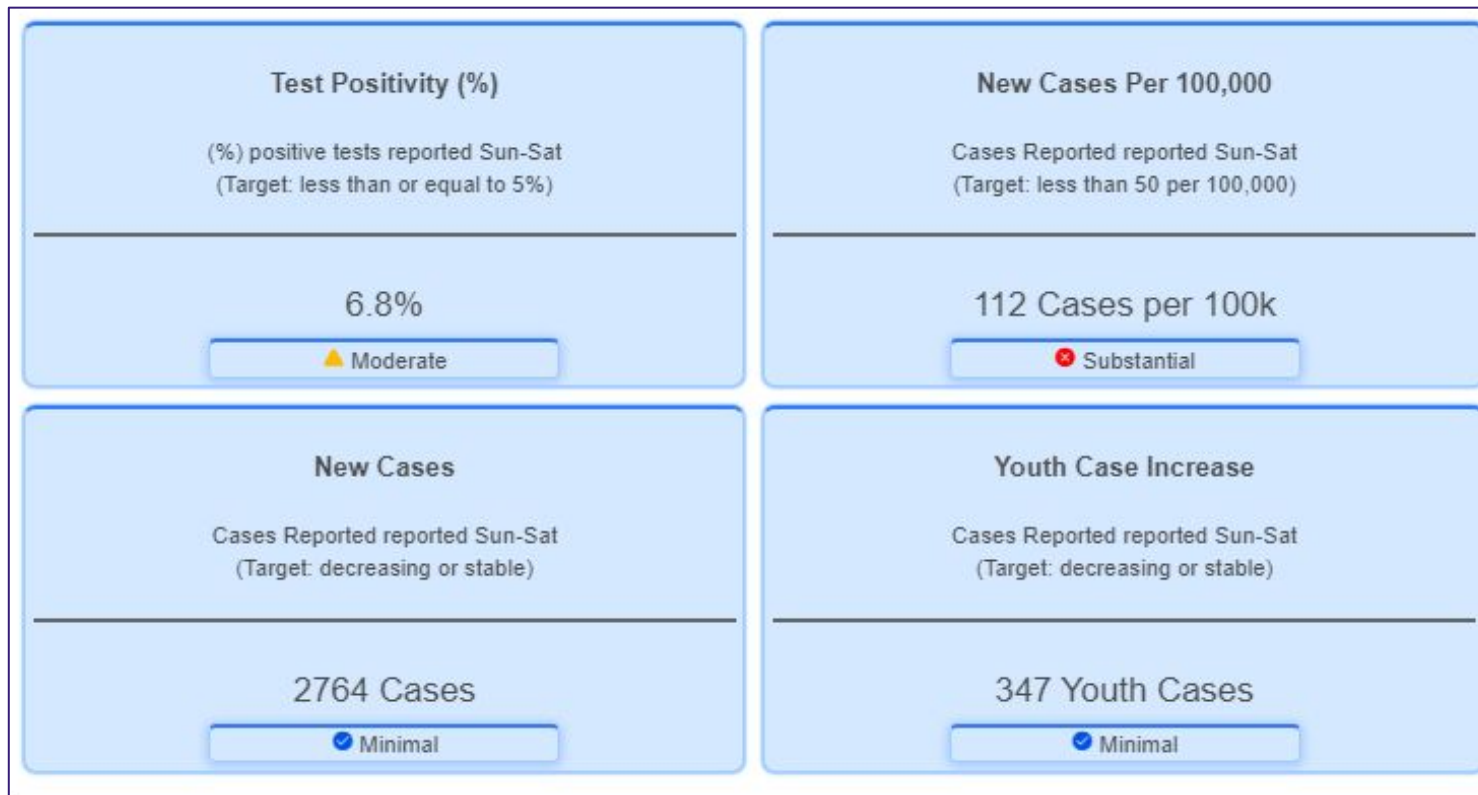 Test Positivity (%)
(%) positive tests reported Sun-Sat
(Target: less than or equal to 5%)
6.8%
Moderate
New Cases Per 100,000
Cases Reported reported Sun-Sat
(Target: less than 50 per 100,000)
112 Cases per 100k
Substantial
New Cases
Cases Reported reported Sun-Sat
(Target: decreasing or stable)
2764 Cases
Minimal
Youth Case Increase
Cases Reported reported Sun-Sat
(Target: decreasing or stable)
347 Youth Cases
Minimal